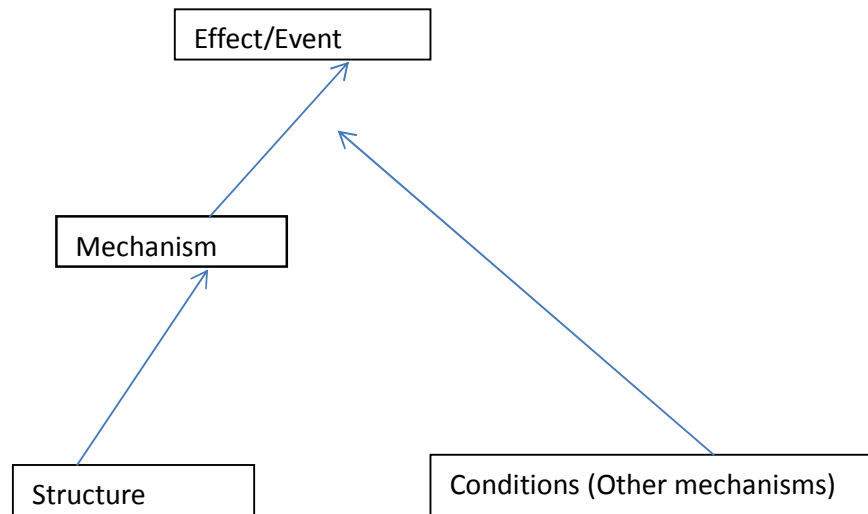 Effect/Event
Mechanism
Structure
Conditions (Other mechanisms)